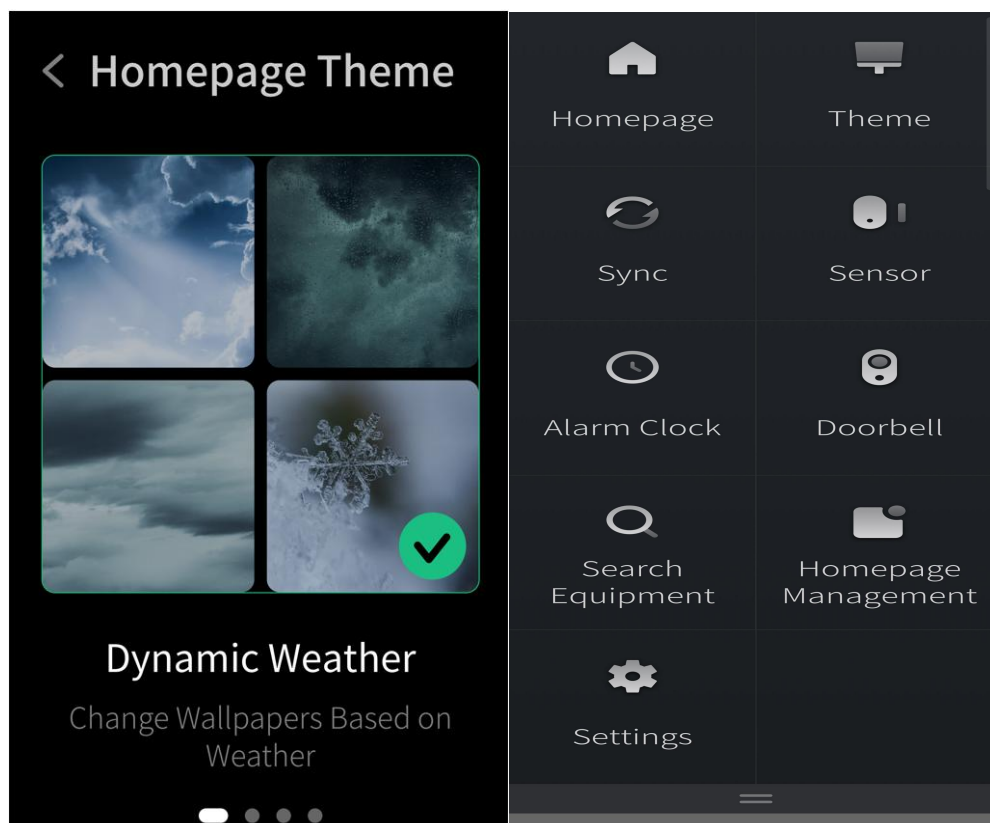 Homepage Theme
Dynamic Weather
Change Wallpapers Based on
Weather
Homepage
Theme
Sync
Sensor
Alarm Clock
Doorbell
Search
Equipment
Homepage
Management
Settings